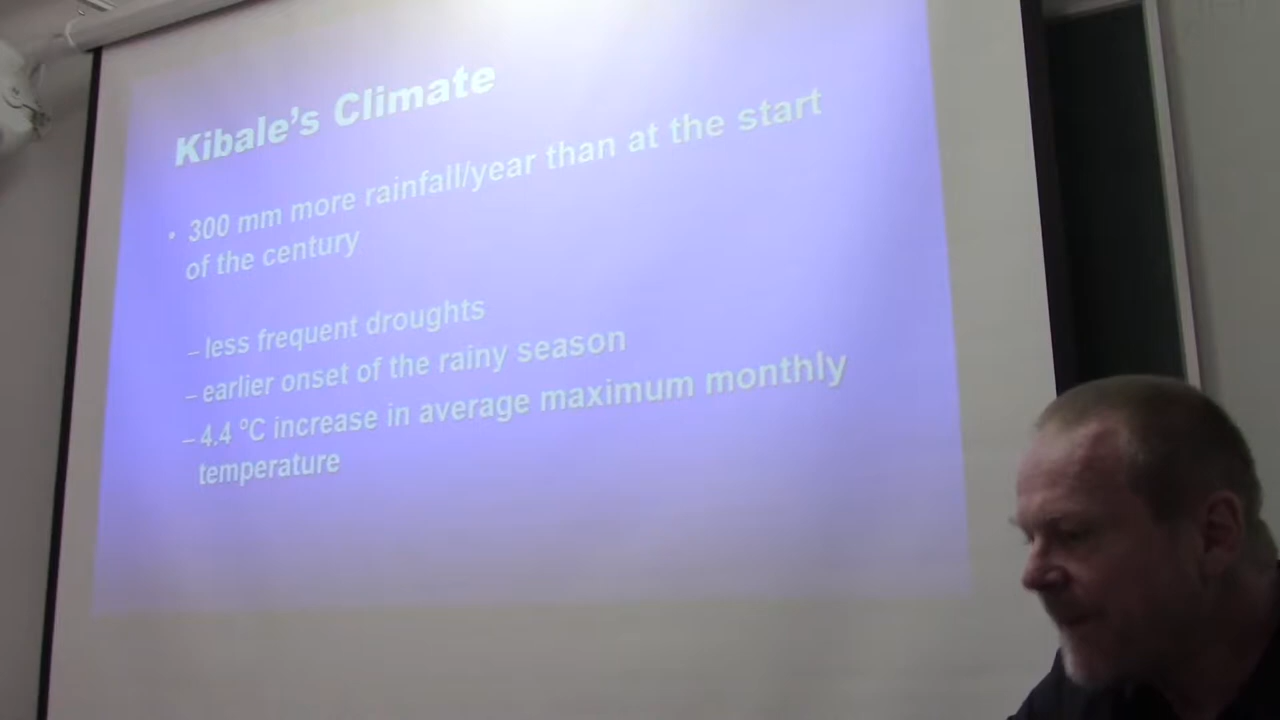 Kibale's Climate
• 300 mm more rainfall/year than at the start
of the century
– less frequent droughts
– earlier onset of the rainy season
– 4.4 ºC increase in average maximum monthly
temperature